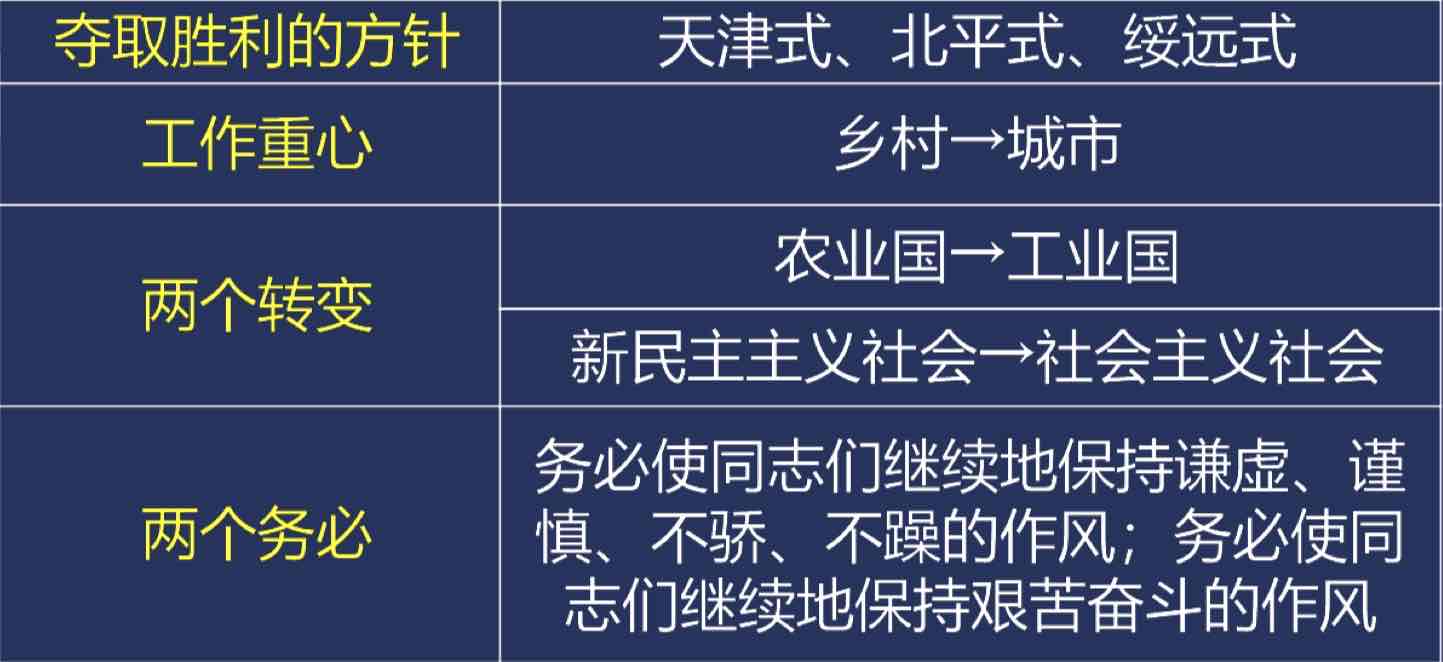 夺取胜利的方针
天津式、北平式、绥远式
工作重心
乡村→城市
两个转变
农业国→工业国
新民主主义社会→社会主义社会
两个务必
务必使同志们继续地保持谦虚、谨
慎、不骄、不躁的作风；务必使同
志们继续地保持艰苦奋斗的作风